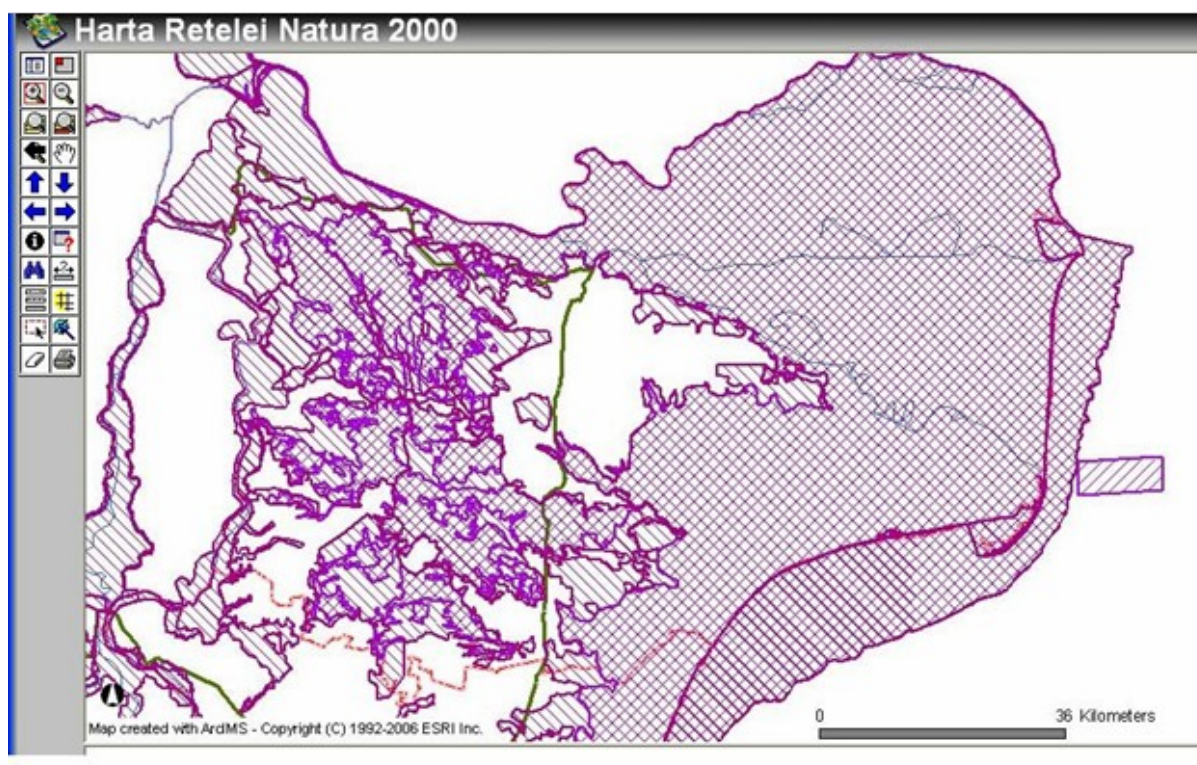 Harta Retelei Natura 2000
0 36 Kilometers
Map created with ArcIMS - Copyright (C) 1992-2006 ESRI Inc.